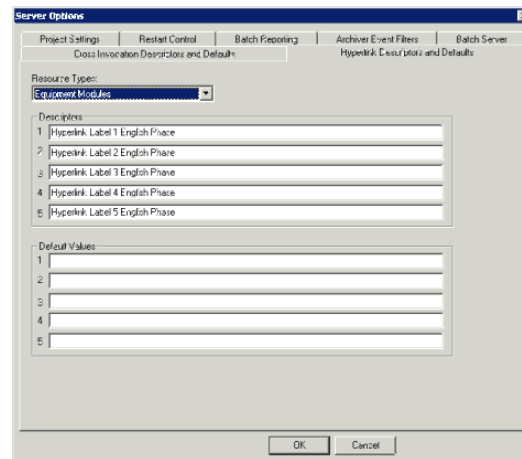 Server Options
Project Settings Restart Control Batch Reporting Archiver Event Filters Batch Server
Cross Invocation Descriptors and Defaults Hyperlink Descriptors and Defaults
Resource Types:
Equipment Modules
Descriptors
1 Hyperlink Label 1 English Phase
2 Hyperlink Label 2 English Phase
3 Hyperlink Label 3 English Phase
4 Hyperlink Label 4 English Phase
5 Hyperlink Label 5 English Phase
Default Values
1
2
3
4
5
OK Cancel